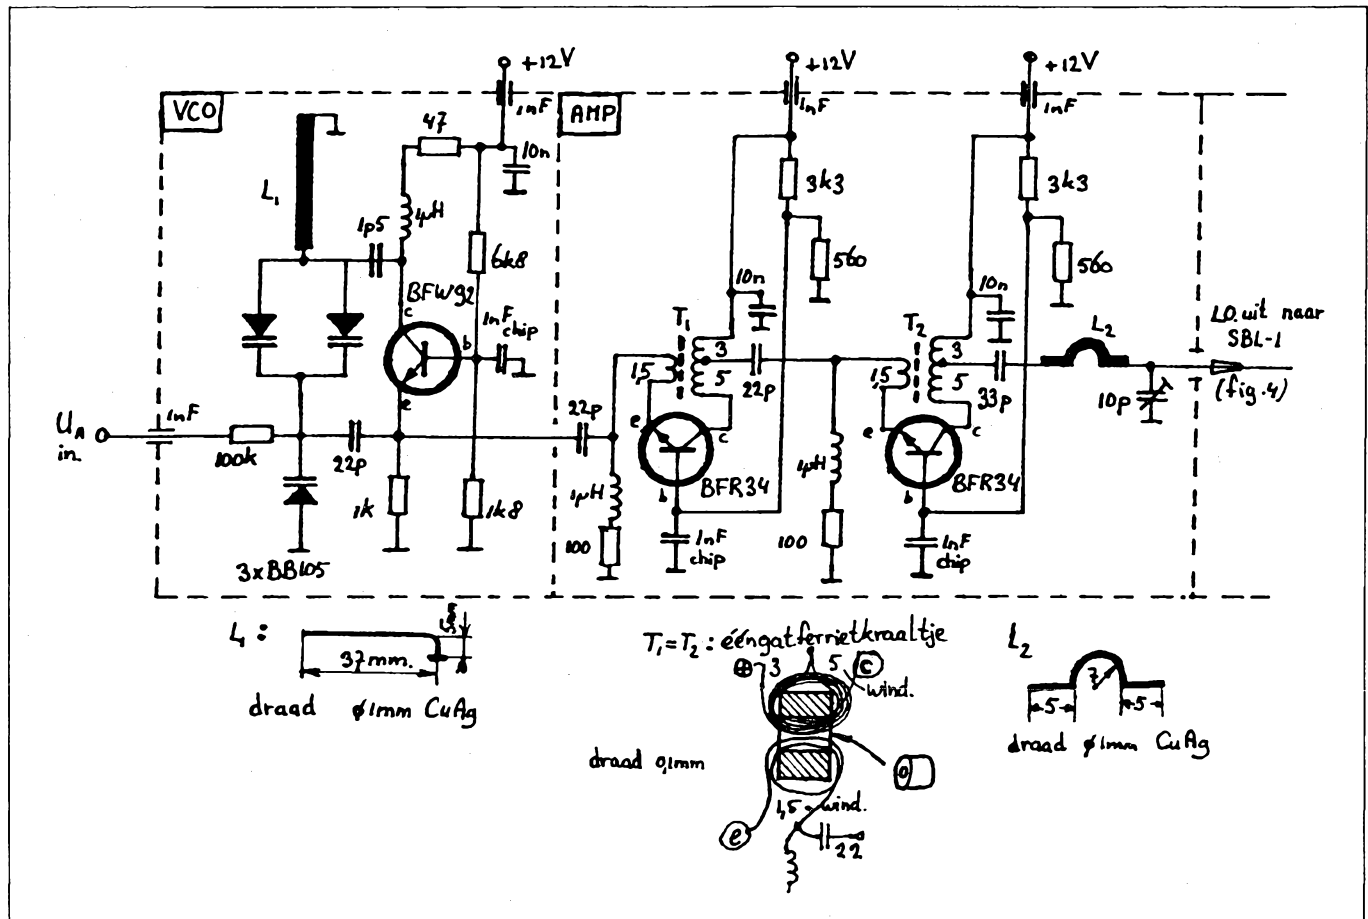 +12V
+12V
+12V
VCO
1nF
AMP
1nF
1nF
47
10n
L1
1µH
3k3
3k3
1p5
6k8
560
560
BFW92
10n
10n
c
1nF
chip
b
T1
T2
L2
L.O. uit naar
SBL-1
(fig. 4)
1,5
3
5
22p
1,5
3
5
33p
10p
e
UA
in.
1nF
100k
22p
22p
e
c
e
c
1k
1k8
1µH
100
b
BFR34
1nF
chip
1µH
100
b
BFR34
1nF
chip
3xBB105
L1 :
37mm.
draad ø1mm CuAg
T1=T2 : ééngatferrietkraaltje
⊕ 3 5 c
wind.
draad 0,1mm
1,5 wind.
e
22
L2
7
5 5
draad ø1mm CuAg